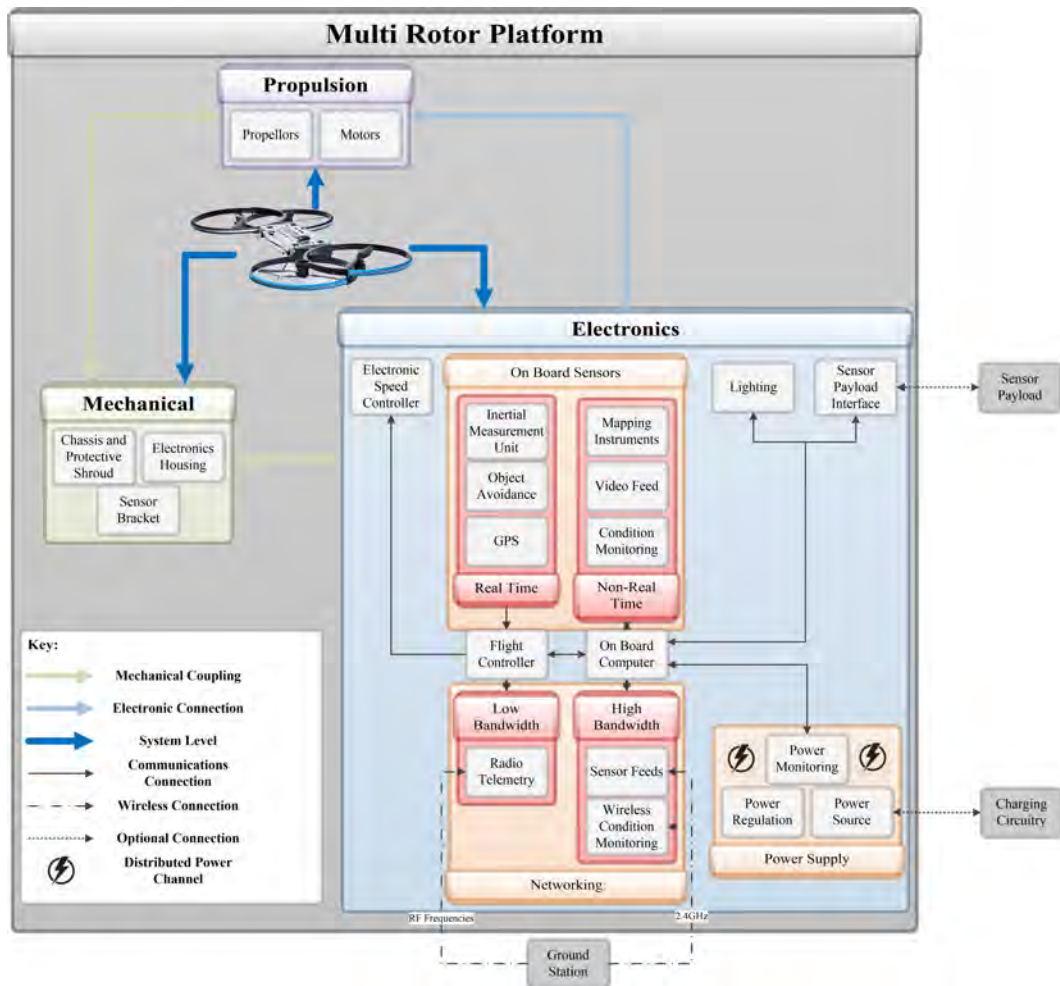 Multi Rotor Platform
Propulsion
Propellors
Motors
Mechanical
Chassis and
Protective
Shroud
Electronics
Housing
Sensor
Bracket
Electronics
Electronic
Speed
Controller
On Board Sensors
Inertial
Measurement
Unit
Object
Avoidance
GPS
Real Time
Mapping
Instruments
Video Feed
Condition
Monitoring
Non-Real
Time
Lighting
Sensor
Payload
Interface
Sensor
Payload
Flight
Controller
On Board
Computer
Low
Bandwidth
Radio
Telemetry
High
Bandwidth
Sensor Feeds
Wireless
Condition
Monitoring
Networking
Power
Monitoring
Power
Regulation
Power
Source
Power Supply
Charging
Circuitry
RF Frequencies
2.4GHz
Ground
Station
Key:
Mechanical Coupling
Electronic Connection
System Level
Communications
Connection
Wireless Connection
Optional Connection
Distributed Power
Channel